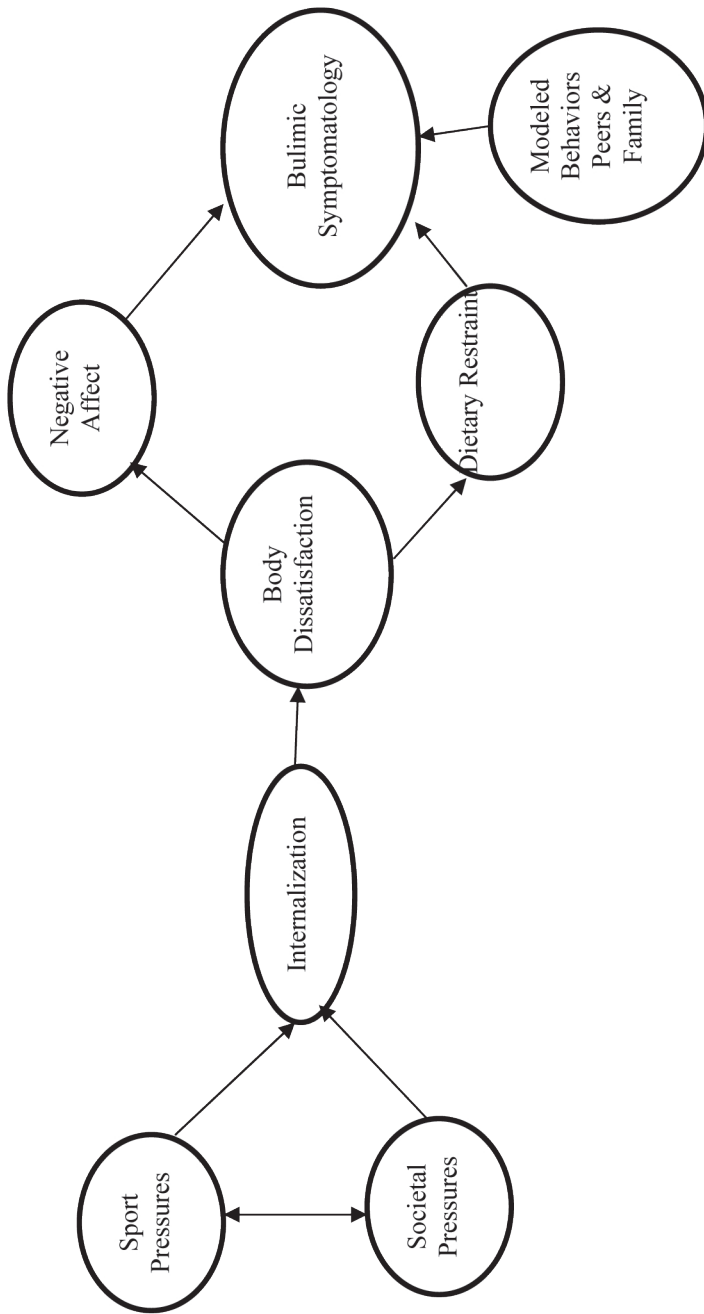 Sport
Pressures
Societal
Pressures
Internalization
Body
Dissatisfaction
Negative
Affect
Dietary Restraint
Bulimic
Symptomatology
Modeled
Behaviors
Peers &
Family